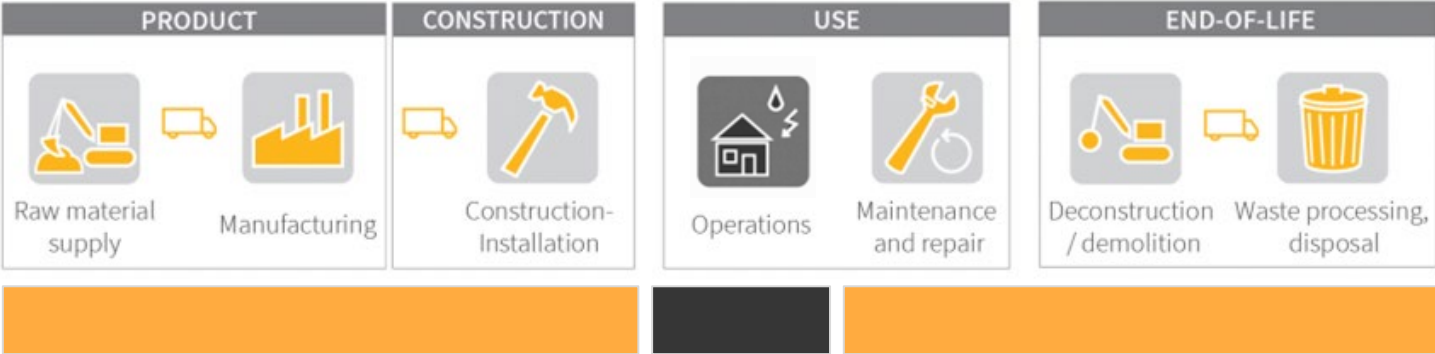 PRODUCT
Raw material
supply
Manufacturing
CONSTRUCTION
Construction-
Installation
USE
Operations
Maintenance
and repair
END-OF-LIFE
Deconstruction
/ demolition
Waste processing,
disposal